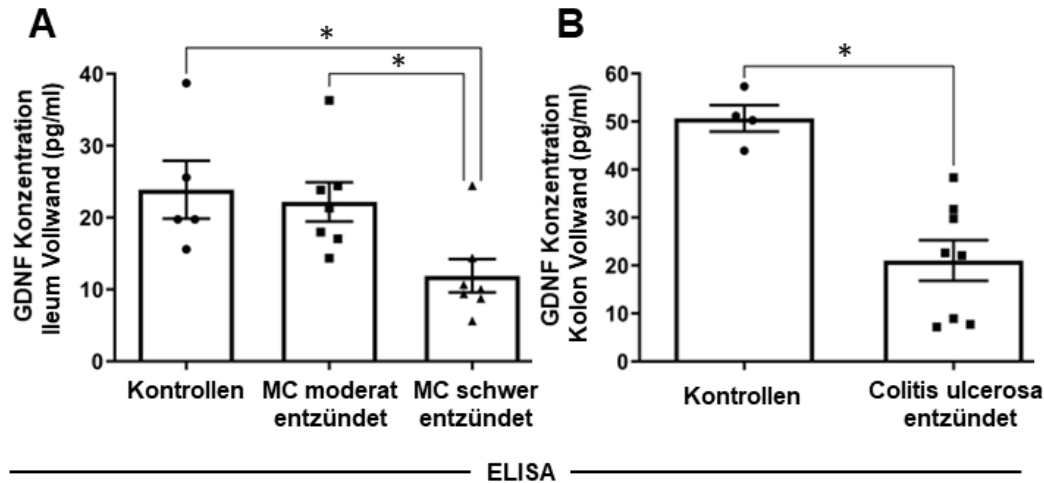 A
B
*
*
*
GDNF Konzentration
Ileum Vollwand (pg/ml)
40
30
20
10
0
Kontrollen
MC moderat
entzündet
MC schwer
entzündet
GDNF Konzentration
Kolon Vollwand (pg/ml)
60
50
40
30
20
10
0
Kontrollen
Colitis ulcerosa
entzündet
ELISA